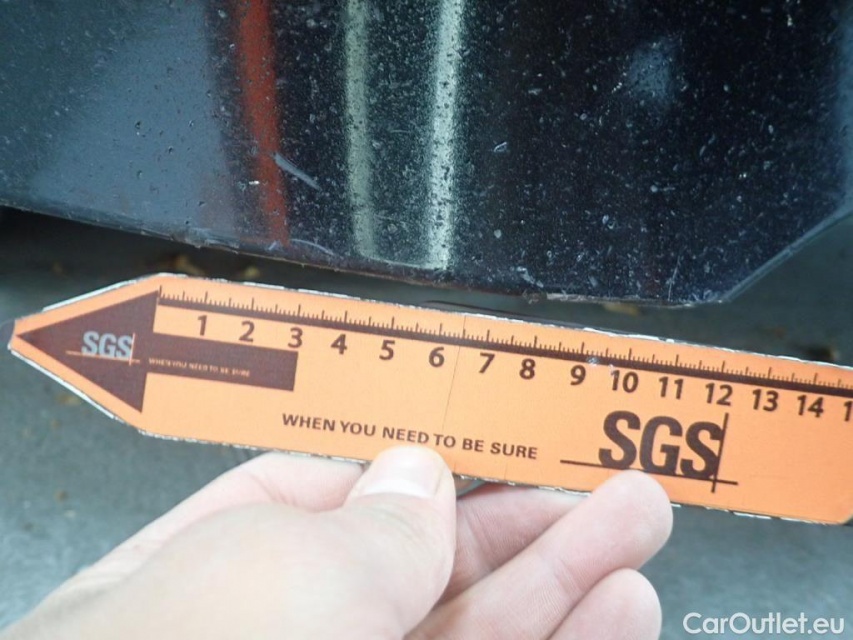 1 2 3 4 5 6 7 8 9 10 11 12 13 14 1
SGS
WHEN YOU NEED TO BE SURE
WHEN YOU NEED TO BE SURE
SGS
CarOutlet.eu